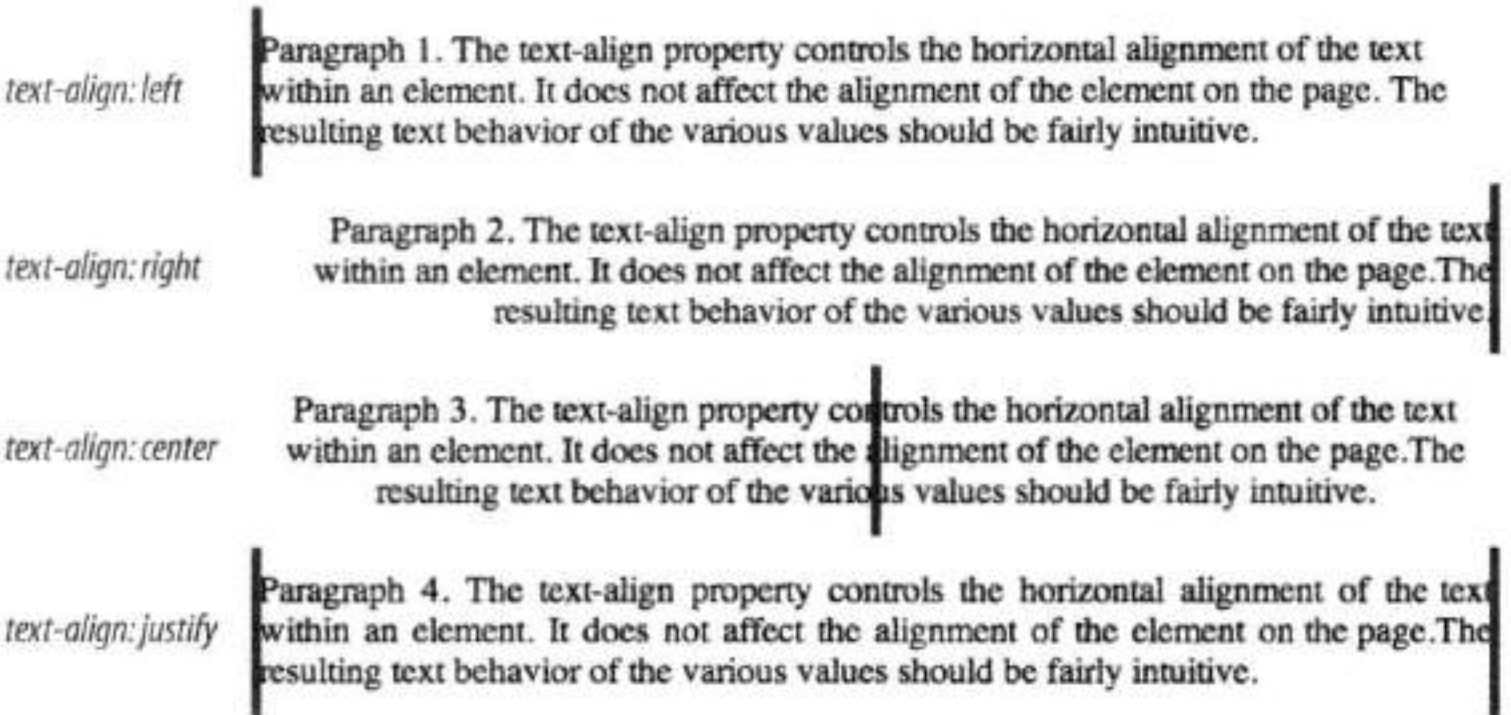 Paragraph 1. The text-align property controls the horizontal alignment of the text
text-align: left
within an element. It does not affect the alignment of the element on the page. The
resulting text behavior of the various values should be fairly intuitive.
Paragraph 2. The text-align property controls the horizontal alignment of the text
text-align: right
within an element. It does not affect the alignment of the element on the page.The
resulting text behavior of the various values should be fairly intuitive.
Paragraph 3. The text-align property controls the horizontal alignment of the text
text-align: center
within an element. It does not affect the alignment of the element on the page.The
resulting text behavior of the various values should be fairly intuitive.
Paragraph 4. The text-align property controls the horizontal alignment of the text
text-align: justify
within an element. It does not affect the alignment of the element on the page.The
resulting text behavior of the various values should be fairly intuitive.